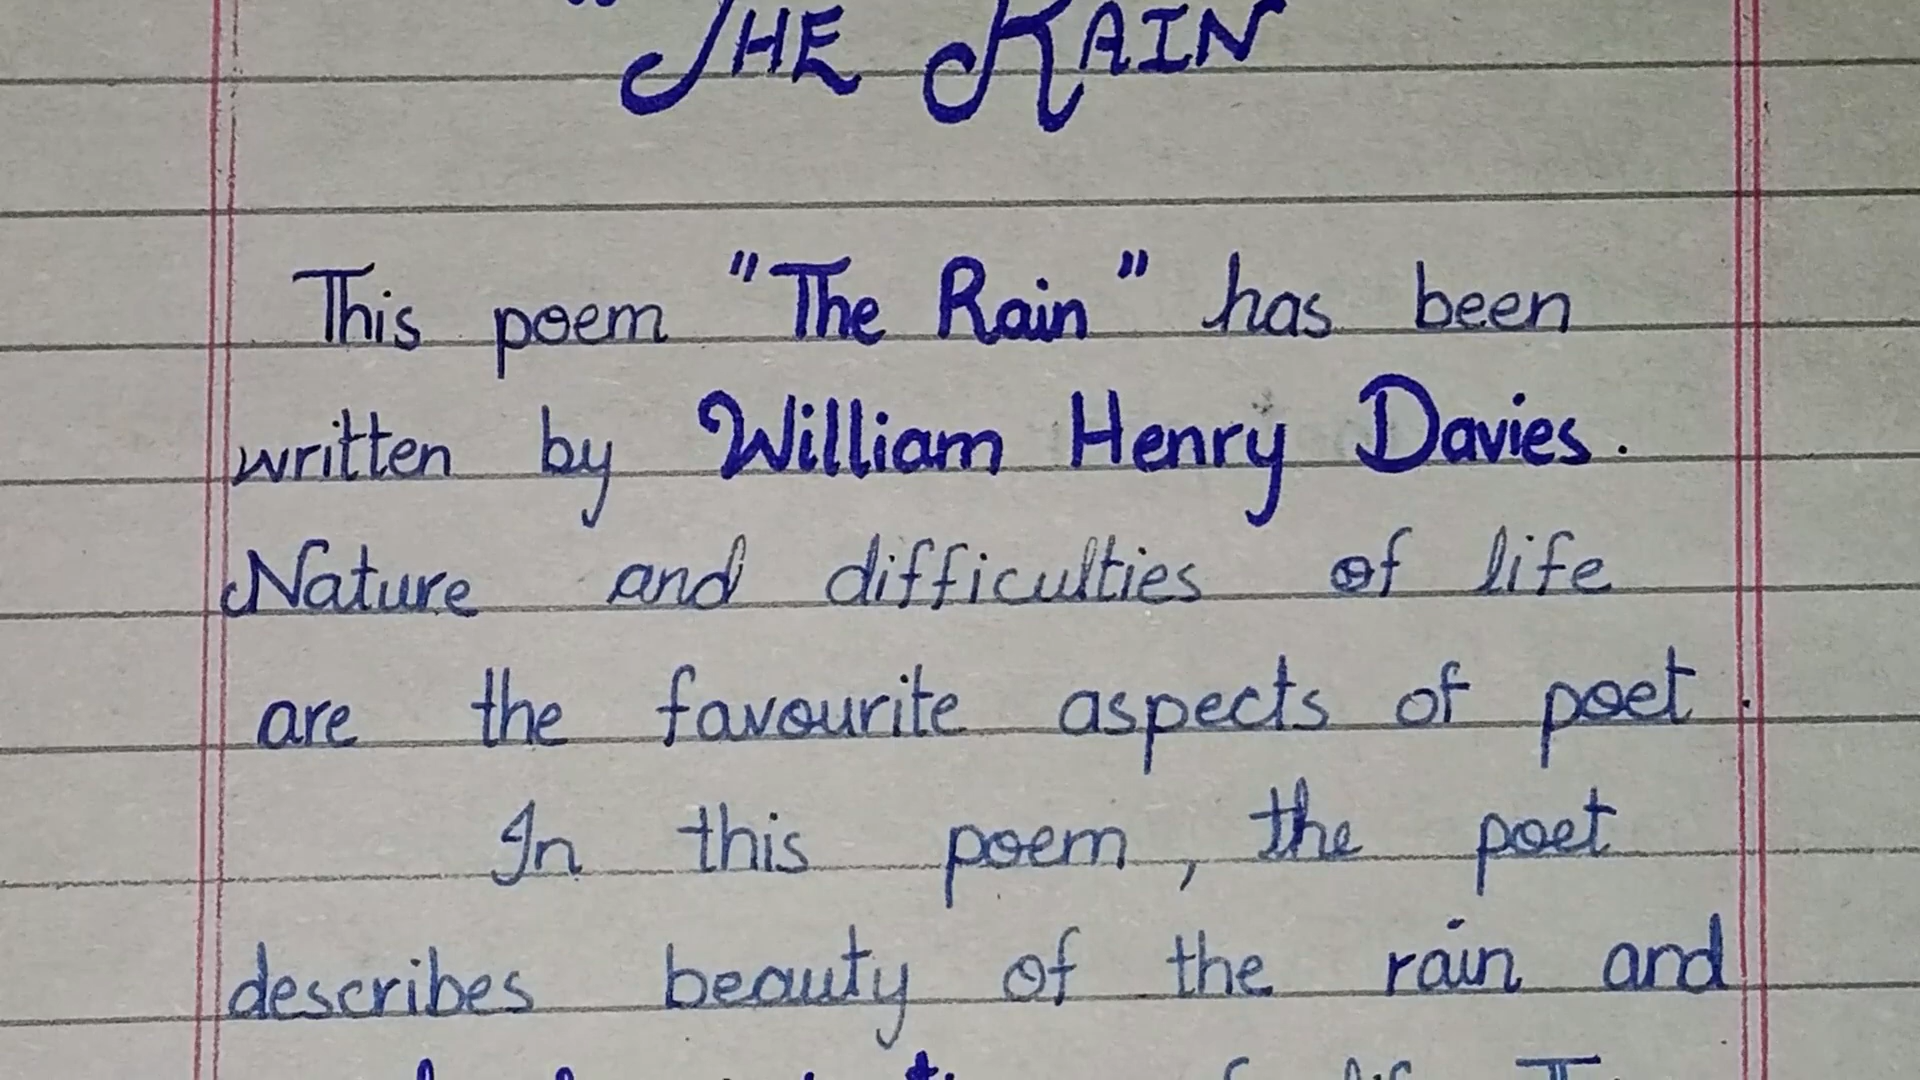 "THE RAIN
This poem "The Rain" has been
written by William Henry Davies.
Nature and difficulties of life
are the favourite aspects of poet.
In this poem, the poet
describes beauty of the rain and